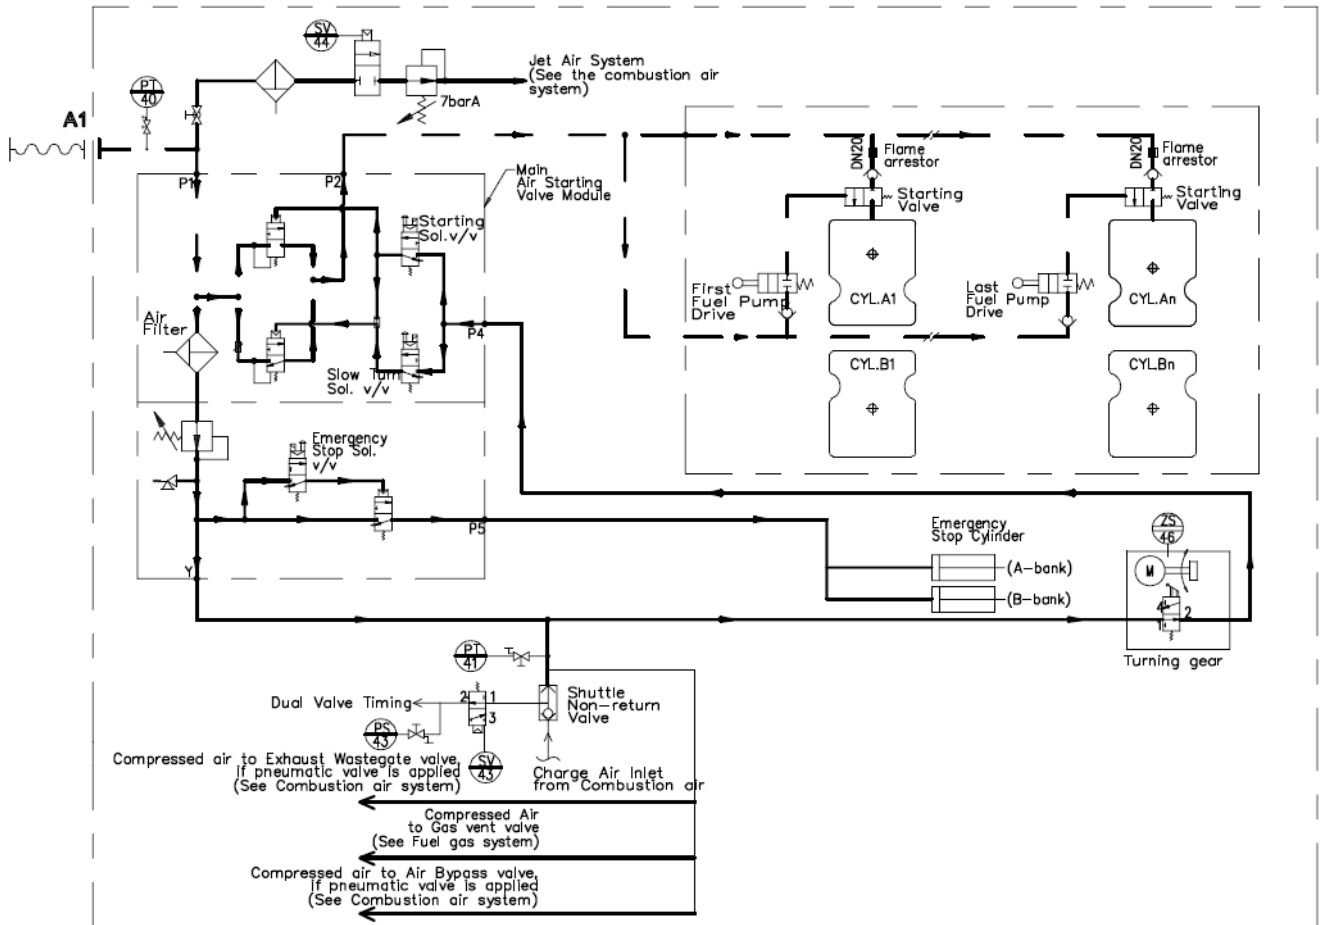 SV
44
Jet Air System
(See the combustion air
system)
PT
40
7barA
A1
P1
P2
Main
Air Starting
Valve Module
DN20
Flame
arrestor
DN20
Flame
arrestor
Starting
Valve
Starting
Valve
Starting
Sol.v/v
First
Fuel Pump
Drive
CYL.A1
Last
Fuel Pump
Drive
CYL.An
Air
Filter
P4
Slow Turn
Sol. v/v
CYL.B1
CYL.Bn
Emergency
Stop Sol.
v/v
P5
Emergency
Stop Cylinder
ZS
46
Y
(A-bank)
M
(B-bank)
4
2
1
Turning gear
PT
41
Dual Valve Timing
2
1
3
Shuttle
Non-return
Valve
PS
43
SV
43
Compressed air to Exhaust Wastegate valve,
if pneumatic valve is applied
(See Combustion air system)
Charge Air Inlet
from Combustion air
Compressed Air
to Gas vent valve
(See Fuel gas system)
Compressed air to Air Bypass valve,
if pneumatic valve is applied
(See Combustion air system)